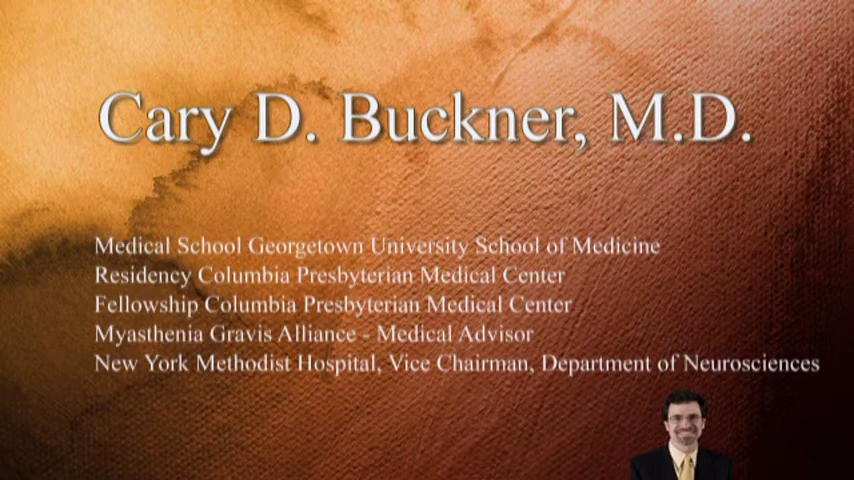 Cary D. Buckner, M.D.
Medical School Georgetown University School of Medicine
Residency Columbia Presbyterian Medical Center
Fellowship Columbia Presbyterian Medical Center
Myasthenia Gravis Alliance - Medical Advisor
New York Methodist Hospital, Vice Chairman, Department of Neurosciences